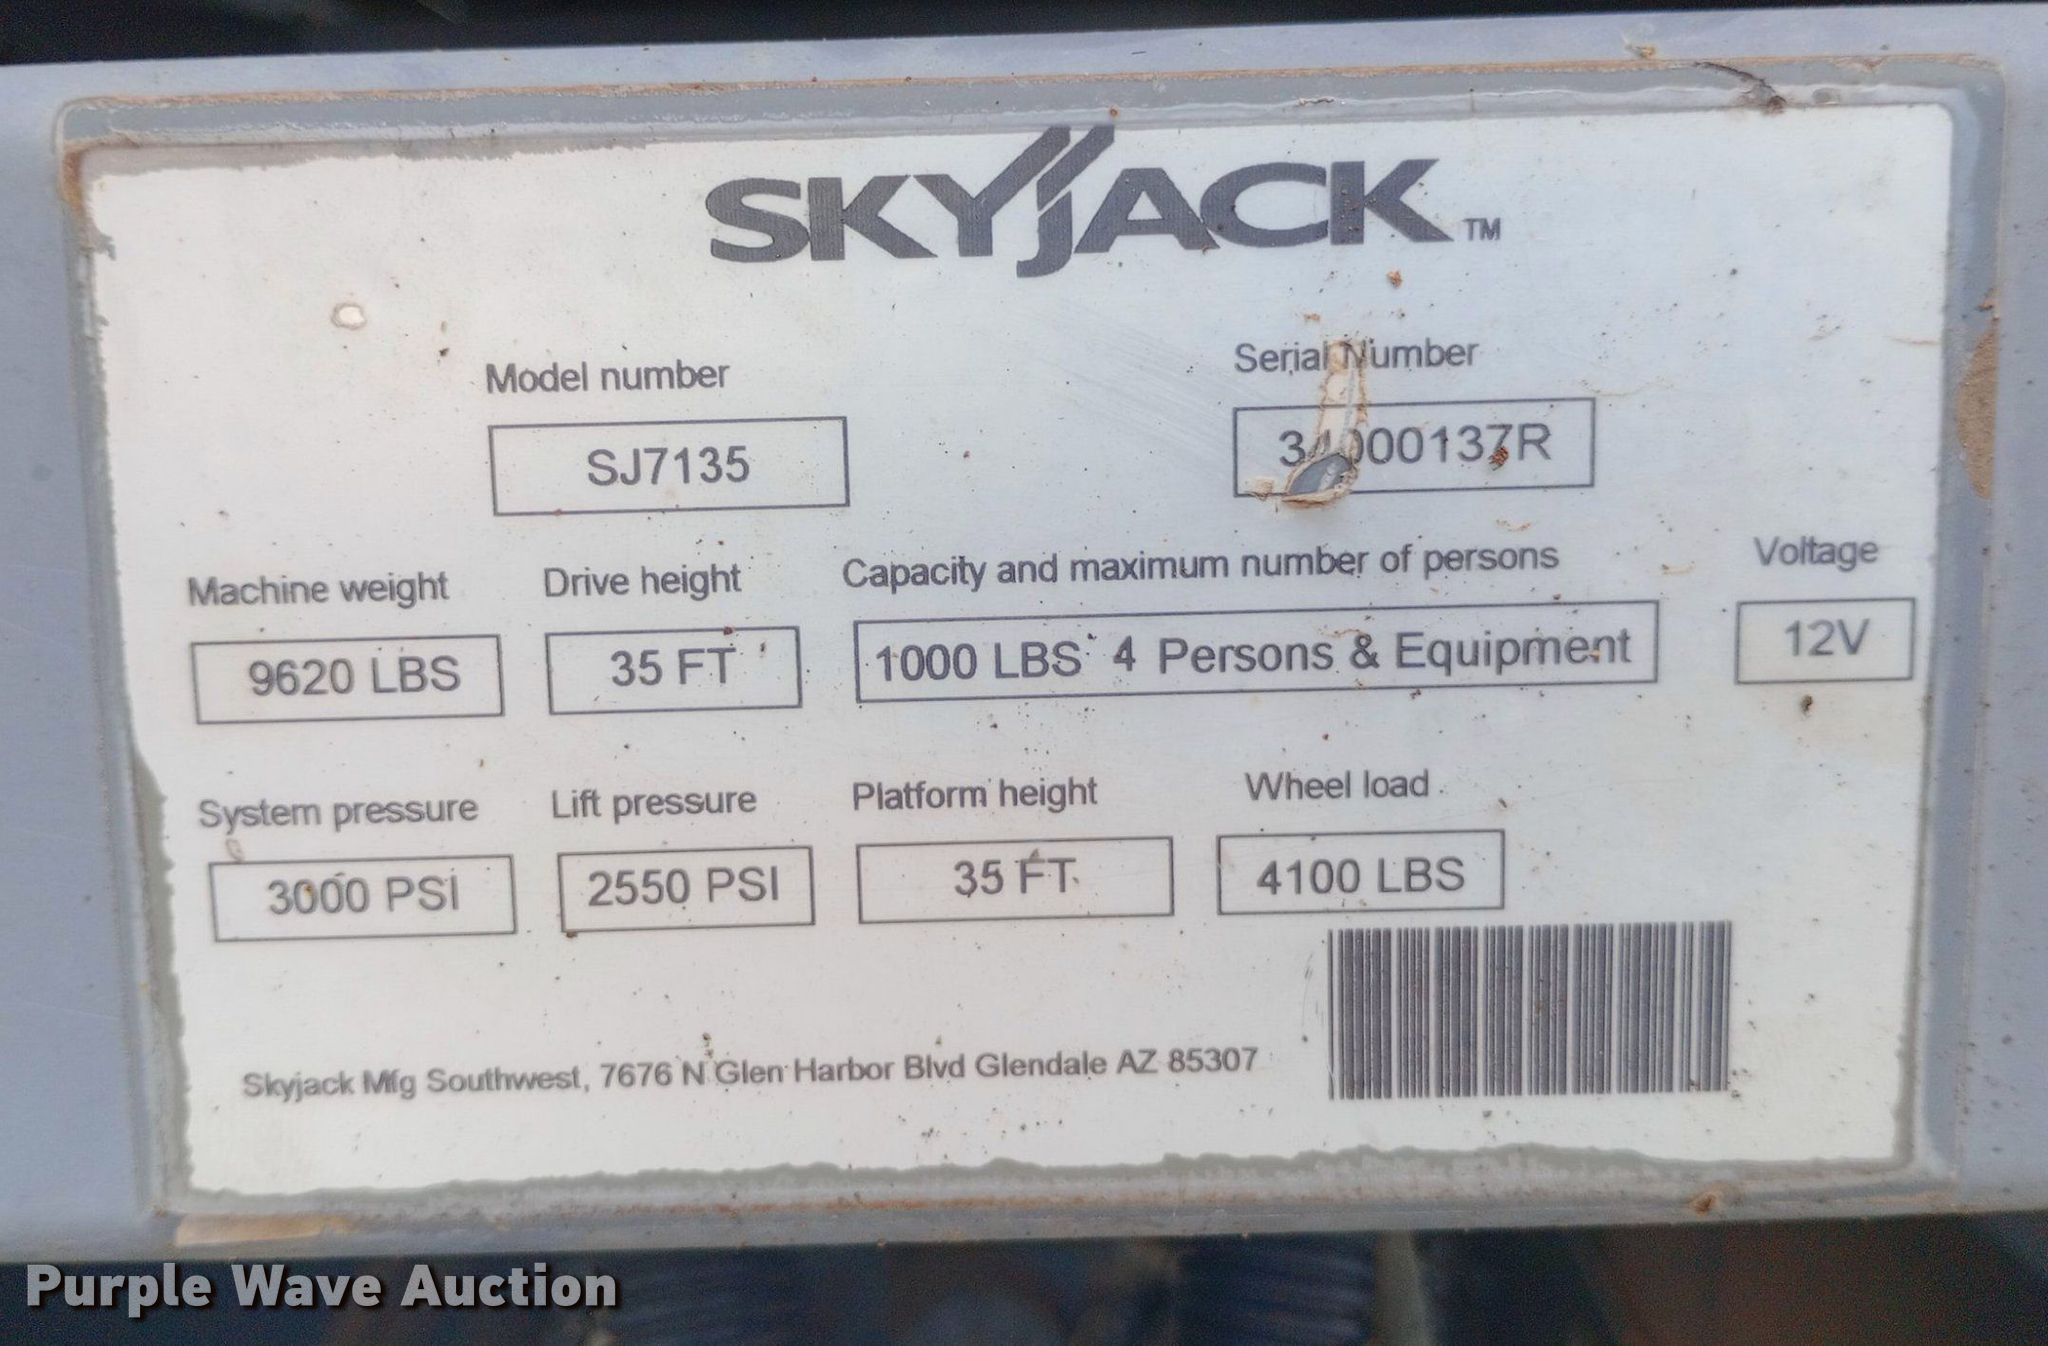 SKYJACK™
Model number
Serial Number
SJ7135
34000137R
Machine weight
Drive height
Capacity and maximum number of persons
Voltage
9620 LBS
35 FT
1000 LBS 4 Persons & Equipment
12V
System pressure
Lift pressure
Platform height
Wheel load
3000 PSI
2550 PSI
35 FT
4100 LBS
Skyjack Mfg Southwest, 7676 N Glen Harbor Blvd Glendale AZ 85307
Purple Wave Auction